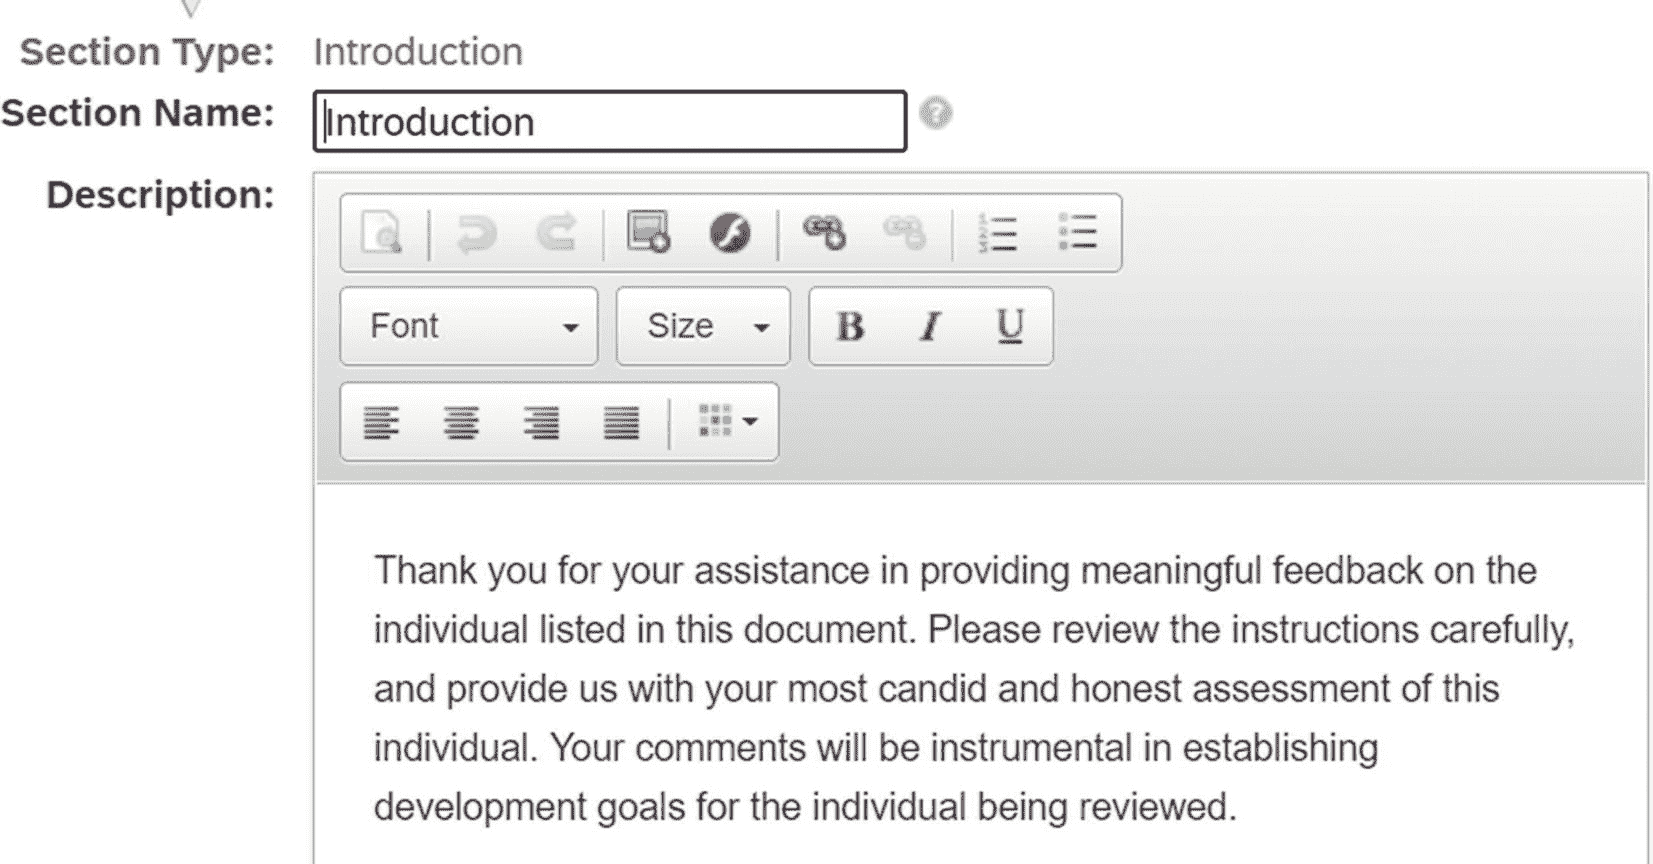 Section Type: Introduction
Section Name: Introduction
Description:
Font Size B I U
Thank you for your assistance in providing meaningful feedback on the
individual listed in this document. Please review the instructions carefully,
and provide us with your most candid and honest assessment of this
individual. Your comments will be instrumental in establishing
development goals for the individual being reviewed.